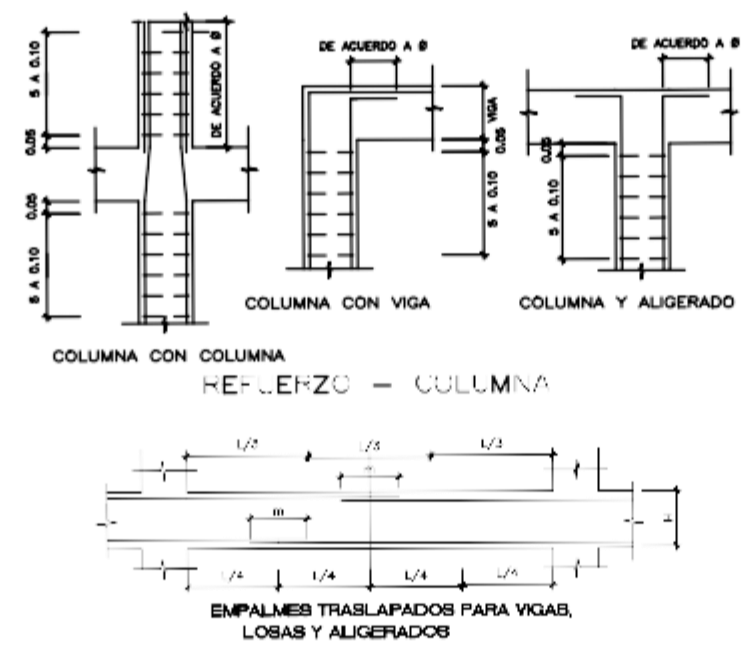 DE ACUERDO A Ø
DE ACUERDO A Ø
5 A 0.10
DE ACUERDO A Ø
0.05
0.05
5 A 0.10
VIGA
0.05
5 A 0.10
0.05
5 A 0.10
COLUMNA CON VIGA
COLUMNA Y ALIGERADO
COLUMNA CON COLUMNA
REFUERZO - COLUMNA
L/3
L/3
L/3
m
m
H
L/4
L/4
L/4
L/4
EMPALMES TRASLAPADOS PARA VIGAS,
LOSAS Y ALIGERADOS